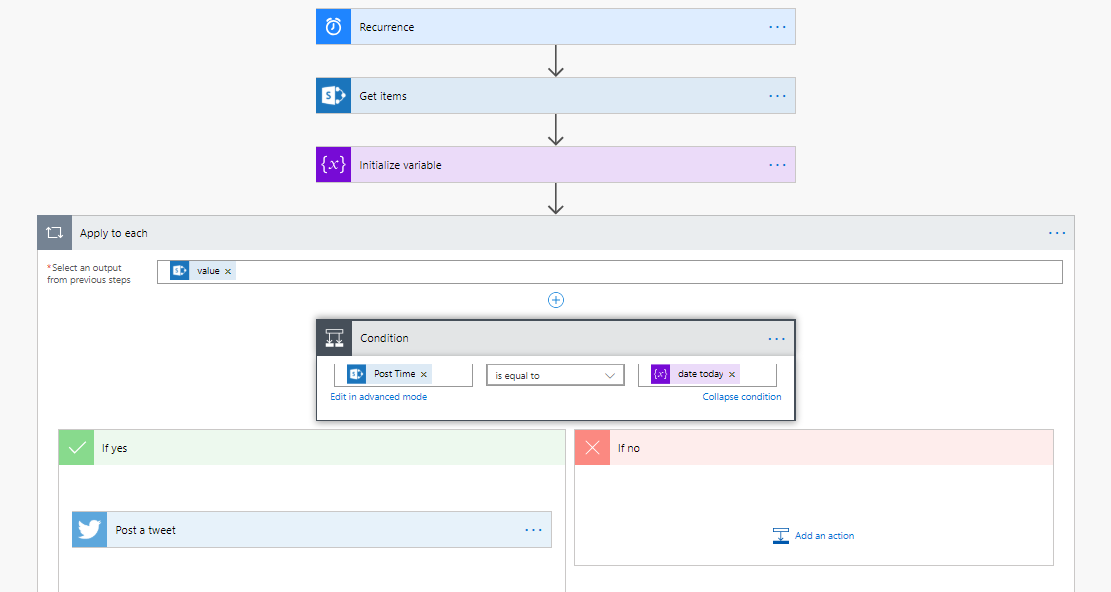 Recurrence
Get items
{x} Initialize variable
Apply to each
*Select an output
from previous steps
S value ×
Condition
S Post Time ×
is equal to
{x} date today ×
Edit in advanced mode
Collapse condition
If yes
If no
Post a tweet
Add an action